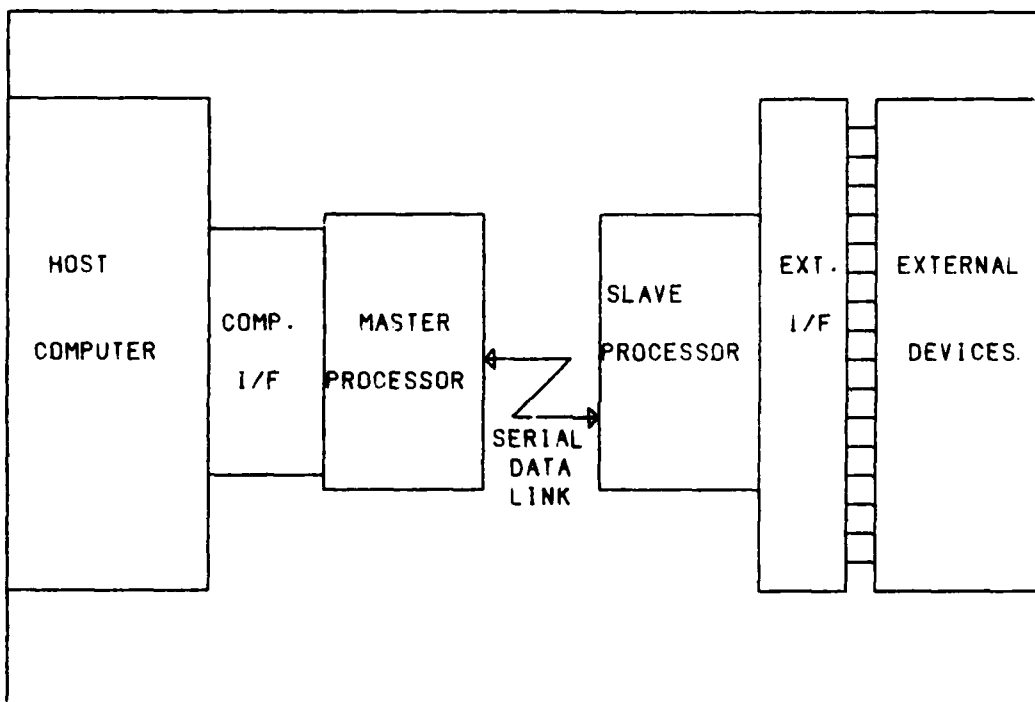 HOST
COMPUTER
COMP.
I/F
MASTER
PROCESSOR
SERIAL
DATA
LINK
SLAVE
PROCESSOR
EXT.
I/F
EXTERNAL
DEVICES.